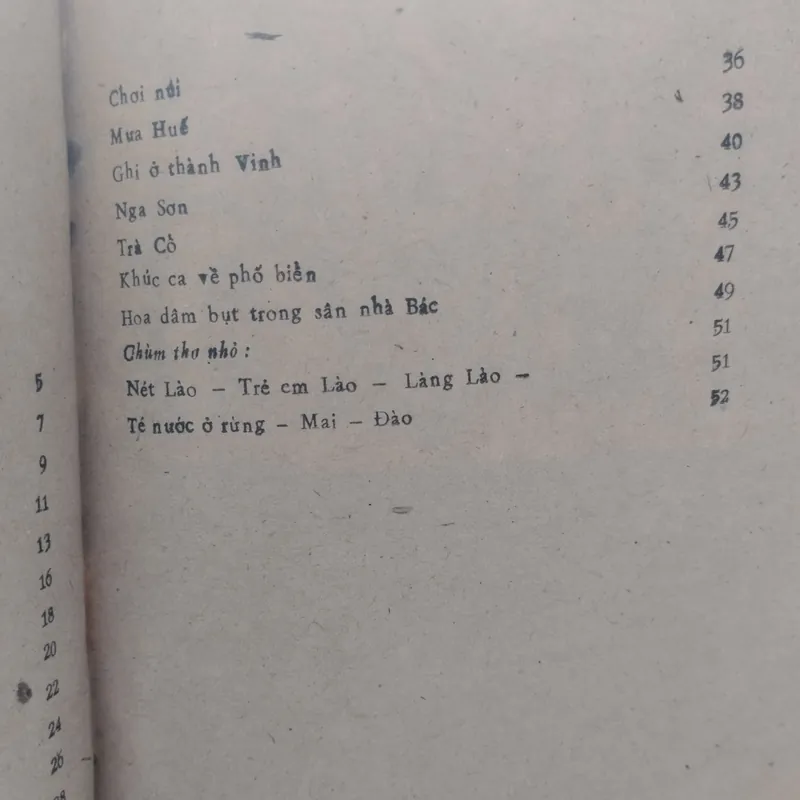 5
7
9
11
13
16
18
20
22
24
26
Chơi núi 36
Mưa Huế 38
Ghi ở thành Vinh 40
Nga Sơn 43
Trà Cổ 45
Khúc ca về phố biển 47
Hoa dâm bụt trong sân nhà Bác 49
Chùm thơ nhỏ : 51
Nét Lào – Trẻ em Lào – Làng Lào – 51
Té nước ở rừng – Mai – Đào 52